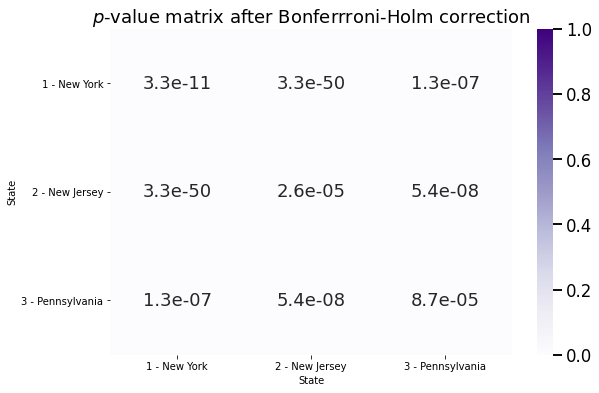 p-value matrix after Bonferrroni-Holm correction
1.0
1 - New York
3.3e-11 3.3e-50 1.3e-07
0.8
0.6
State
2 - New Jersey
3.3e-50 2.6e-05 5.4e-08
0.4
0.2
3 - Pennsylvania
1.3e-07 5.4e-08 8.7e-05
0.0
1 - New York 2 - New Jersey 3 - Pennsylvania
State